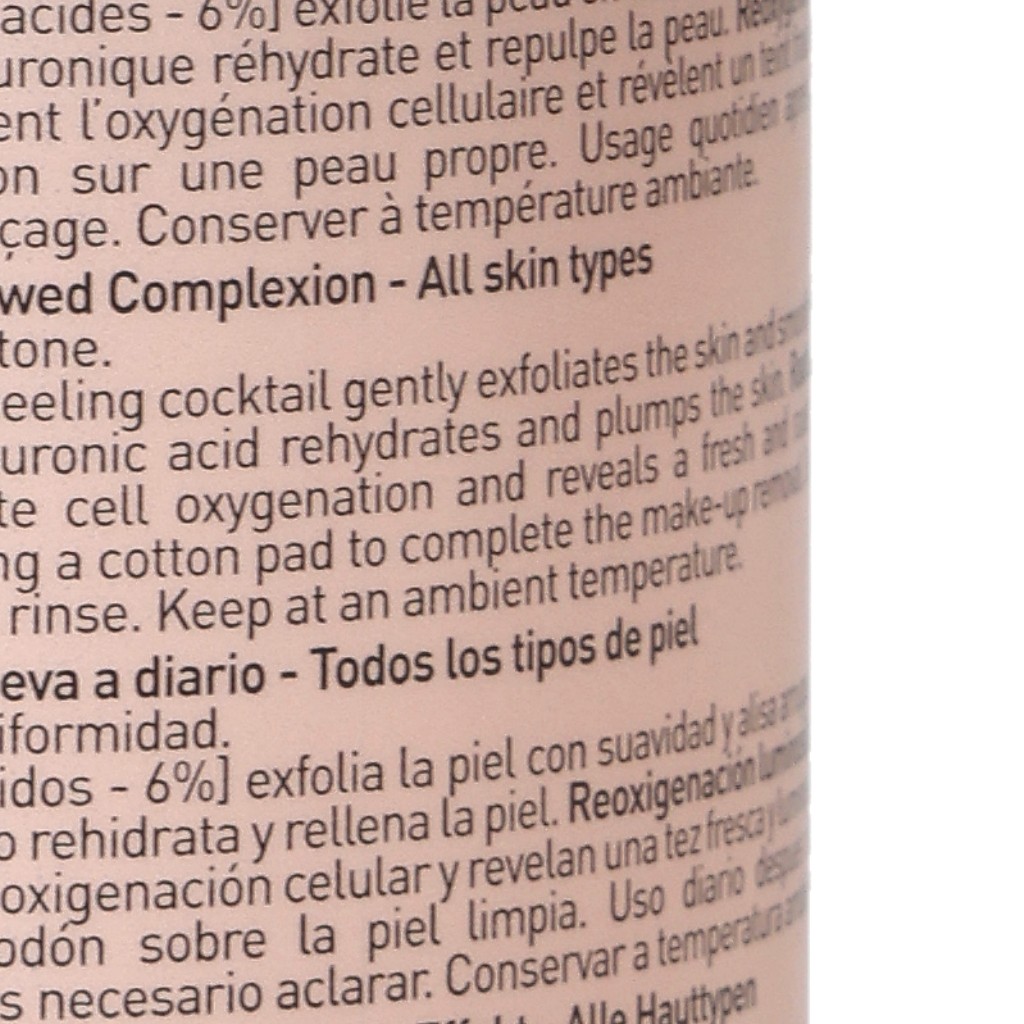 acides - 6%] exfolie la peau
uronique réhydrate et repulpe la peau.
ent l'oxygénation cellulaire et révèlent un teint
on sur une peau propre. Usage quotidien
çage. Conserver à température ambiante.
wed Complexion - All skin types
tone.
eeling cocktail gently exfoliates the skin and
uronic acid rehydrates and plumps the skin.
te cell oxygenation and reveals a fresh and
ng a cotton pad to complete the make-up
rinse. Keep at an ambient temperature.
eva a diario - Todos los tipos de piel
iformidad.
idos - 6%] exfolia la piel con suavidad y alisa
o rehidrata y rellena la piel. Reoxigenación
oxigenación celular y revelan una tez fresca y
odón sobre la piel limpia. Uso diario
s necesario aclarar. Conservar a temperatura
- Alle Hauttypen